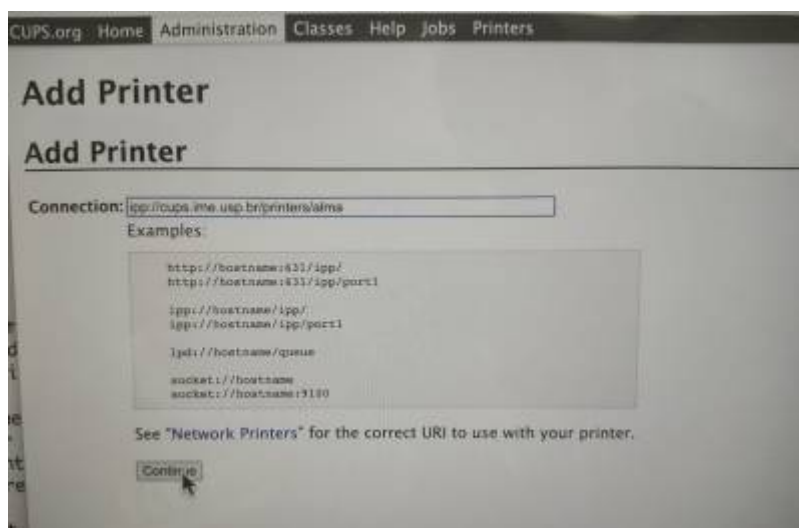 CUPS.org Home Administration Classes Help Jobs Printers
Add Printer
Add Printer
Connection: ipp://cups.ime.usp.br/printers/alma
Examples:
http://hostname:631/ipp/
http://hostname:631/ipp/port1
ipp://hostname/ipp/
ipp://hostname/ipp/port1
lpd://hostname/queue
socket://hostname
socket://hostname:9100
See "Network Printers" for the correct URI to use with your printer.
Continue